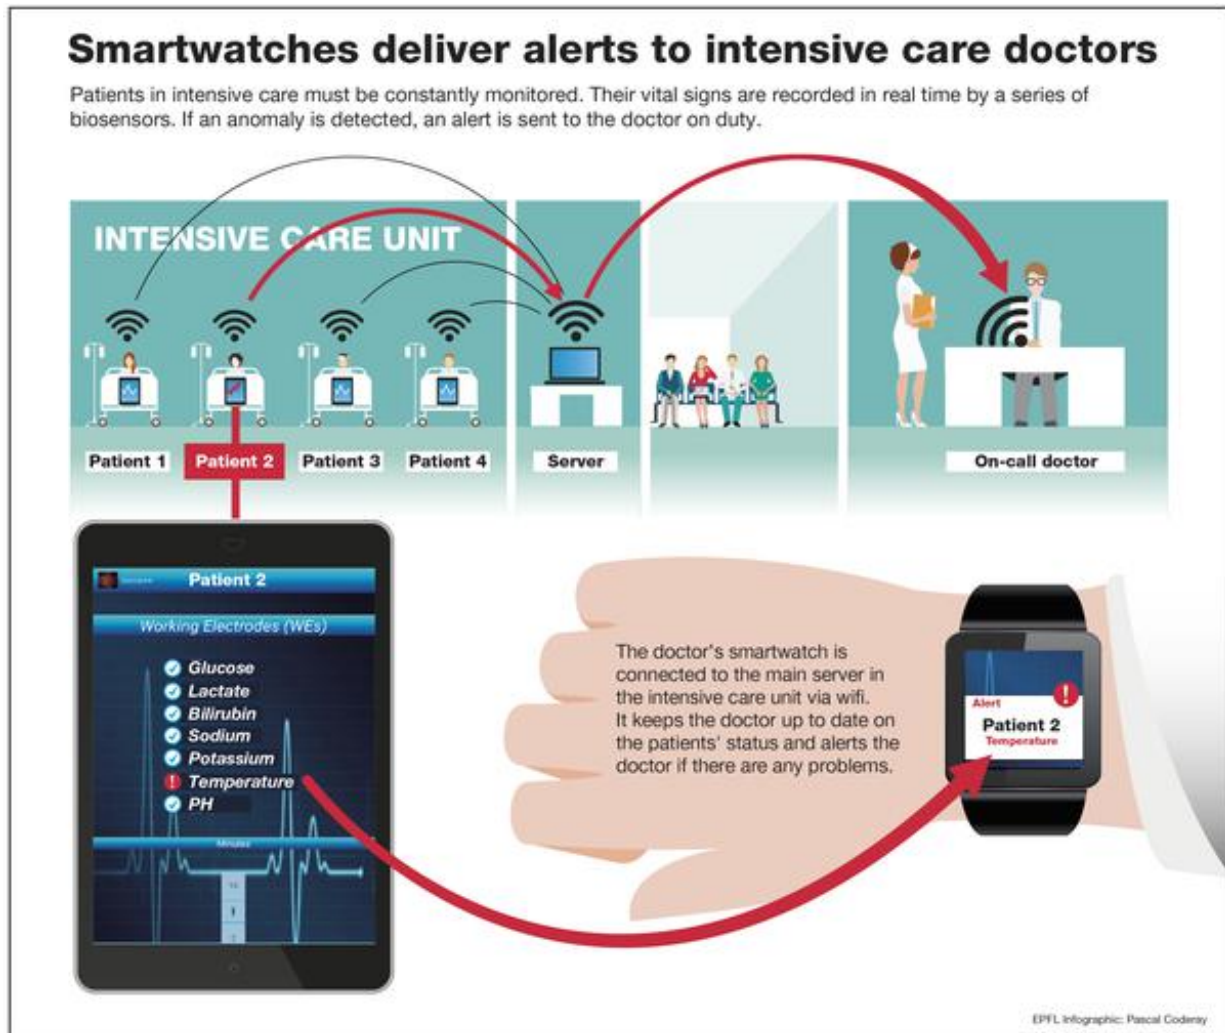 Smartwatches deliver alerts to intensive care doctors
Patients in intensive care must be constantly monitored. Their vital signs are recorded in real time by a series of
biosensors. If an anomaly is detected, an alert is sent to the doctor on duty.
INTENSIVE CARE UNIT
Patient 1
Patient 2
Patient 3
Patient 4
Server
On-call doctor
Patient 2
Working Electrodes (WEs)
Glucose
Lactate
Bilirubin
Sodium
Potassium
Temperature
PH
Minutes
The doctor's smartwatch is
connected to the main server in
the intensive care unit via wifi.
It keeps the doctor up to date on
the patients' status and alerts the
doctor if there are any problems.
Alert
Patient 2
Temperature
EPFL Infographic: Pascal Coderay